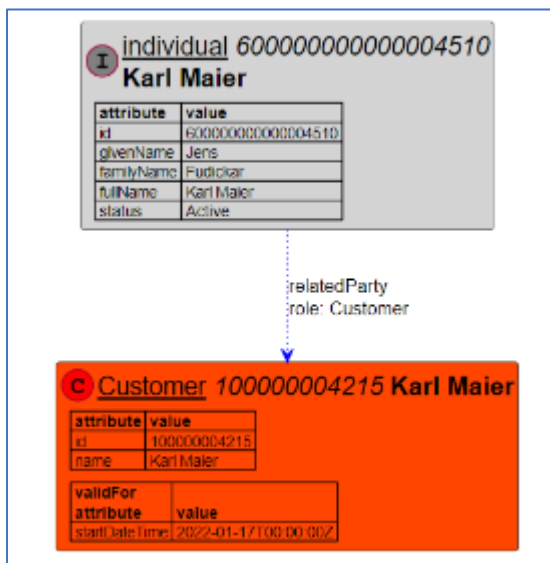 I individual 6000000000000004510
Karl Maier
attribute value
id 6000000000000004510
givenName Jens
familyName Fudickar
fullName Karl Maier
status Active
relatedParty
role: Customer
C Customer 100000004215 Karl Maier
attribute value
id 100000004215
name Karl Maier
validFor
attribute value
startDateTime 2022-01-17T00:00:00Z